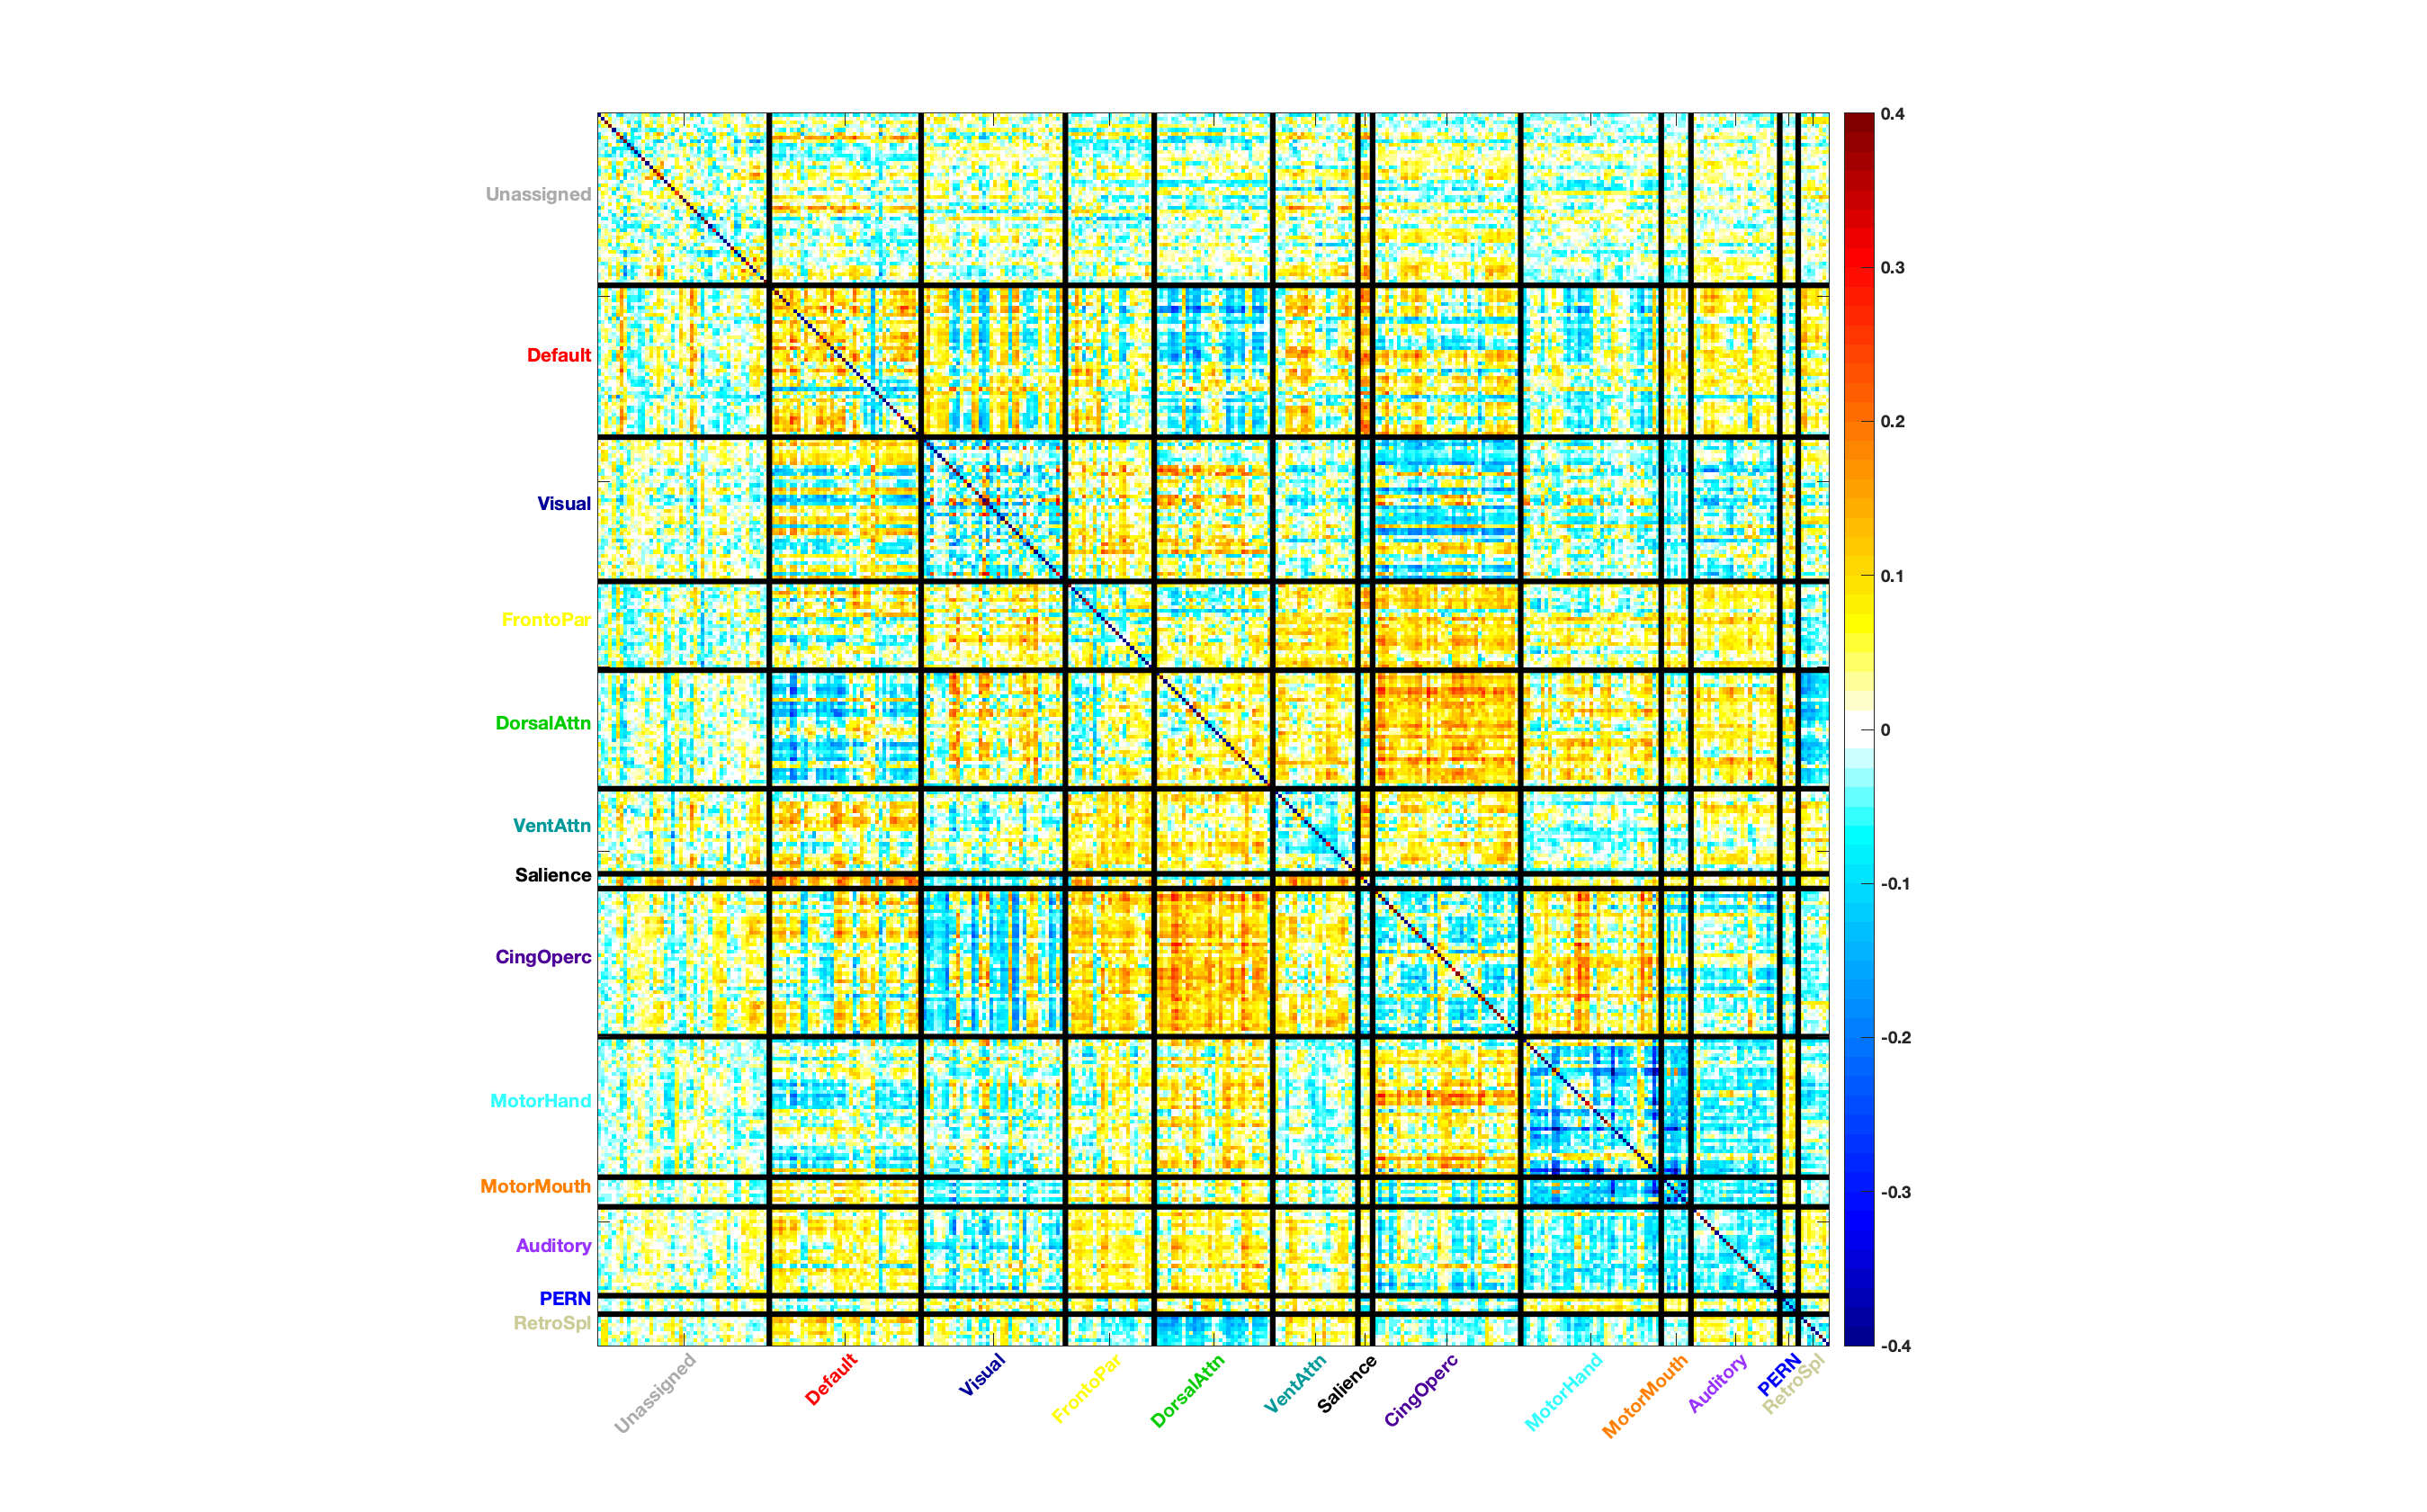 Unassigned
Default
Visual
FrontoPar
DorsalAttn
VentAttn
Salience
CingOperc
MotorHand
MotorMouth
Auditory
PERN
RetroSpl
Unassigned
Default
Visual
FrontoPar
DorsalAttn
VentAttn
Salience
CingOperc
MotorHand
MotorMouth
Auditory
PERN
RetroSpl
0.4
0.3
0.2
0.1
0
-0.1
-0.2
-0.3
-0.4